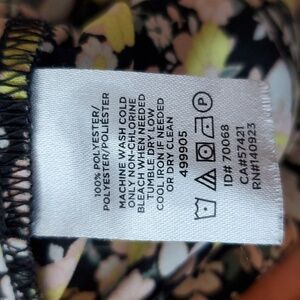 100% POLYESTER/
POLYESTER/POLIÉSTER
MACHINE WASH COLD
ONLY NON-CHLORINE
BLEACH WHEN NEEDED
TUMBLE DRY LOW
COOL IRON IF NEEDED
OR DRY CLEAN
499905
P
ID# 70068
CA#57421
RN#140923